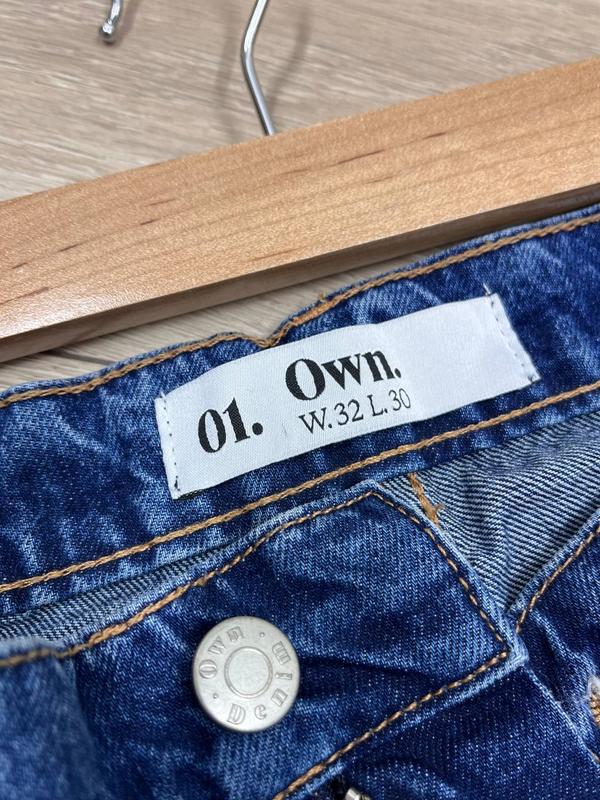 01. Own.
W.32 L.30
Own · Denim ·